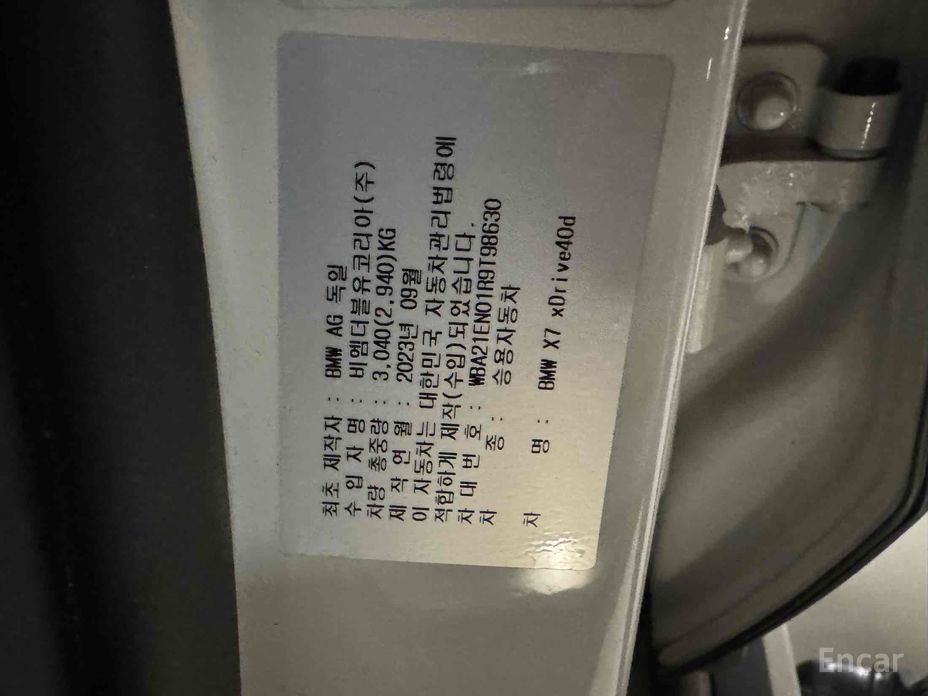 최초 제작자 : BMW AG 독일
수 입 자 명 : 비엠더블유코리아(주)
차량 총중량 : 3,040(2,940)KG
제 작 연 월 : 2023년 09월
이 자동차는 대한민국 자동차관리법령에
적합하게 제작(수입)되었습니다.
차 대 번 호 : WBA21EN01R9T98630
차 종 : 승용자동차
차 명 : BMW X7 xDrive40d
Encar